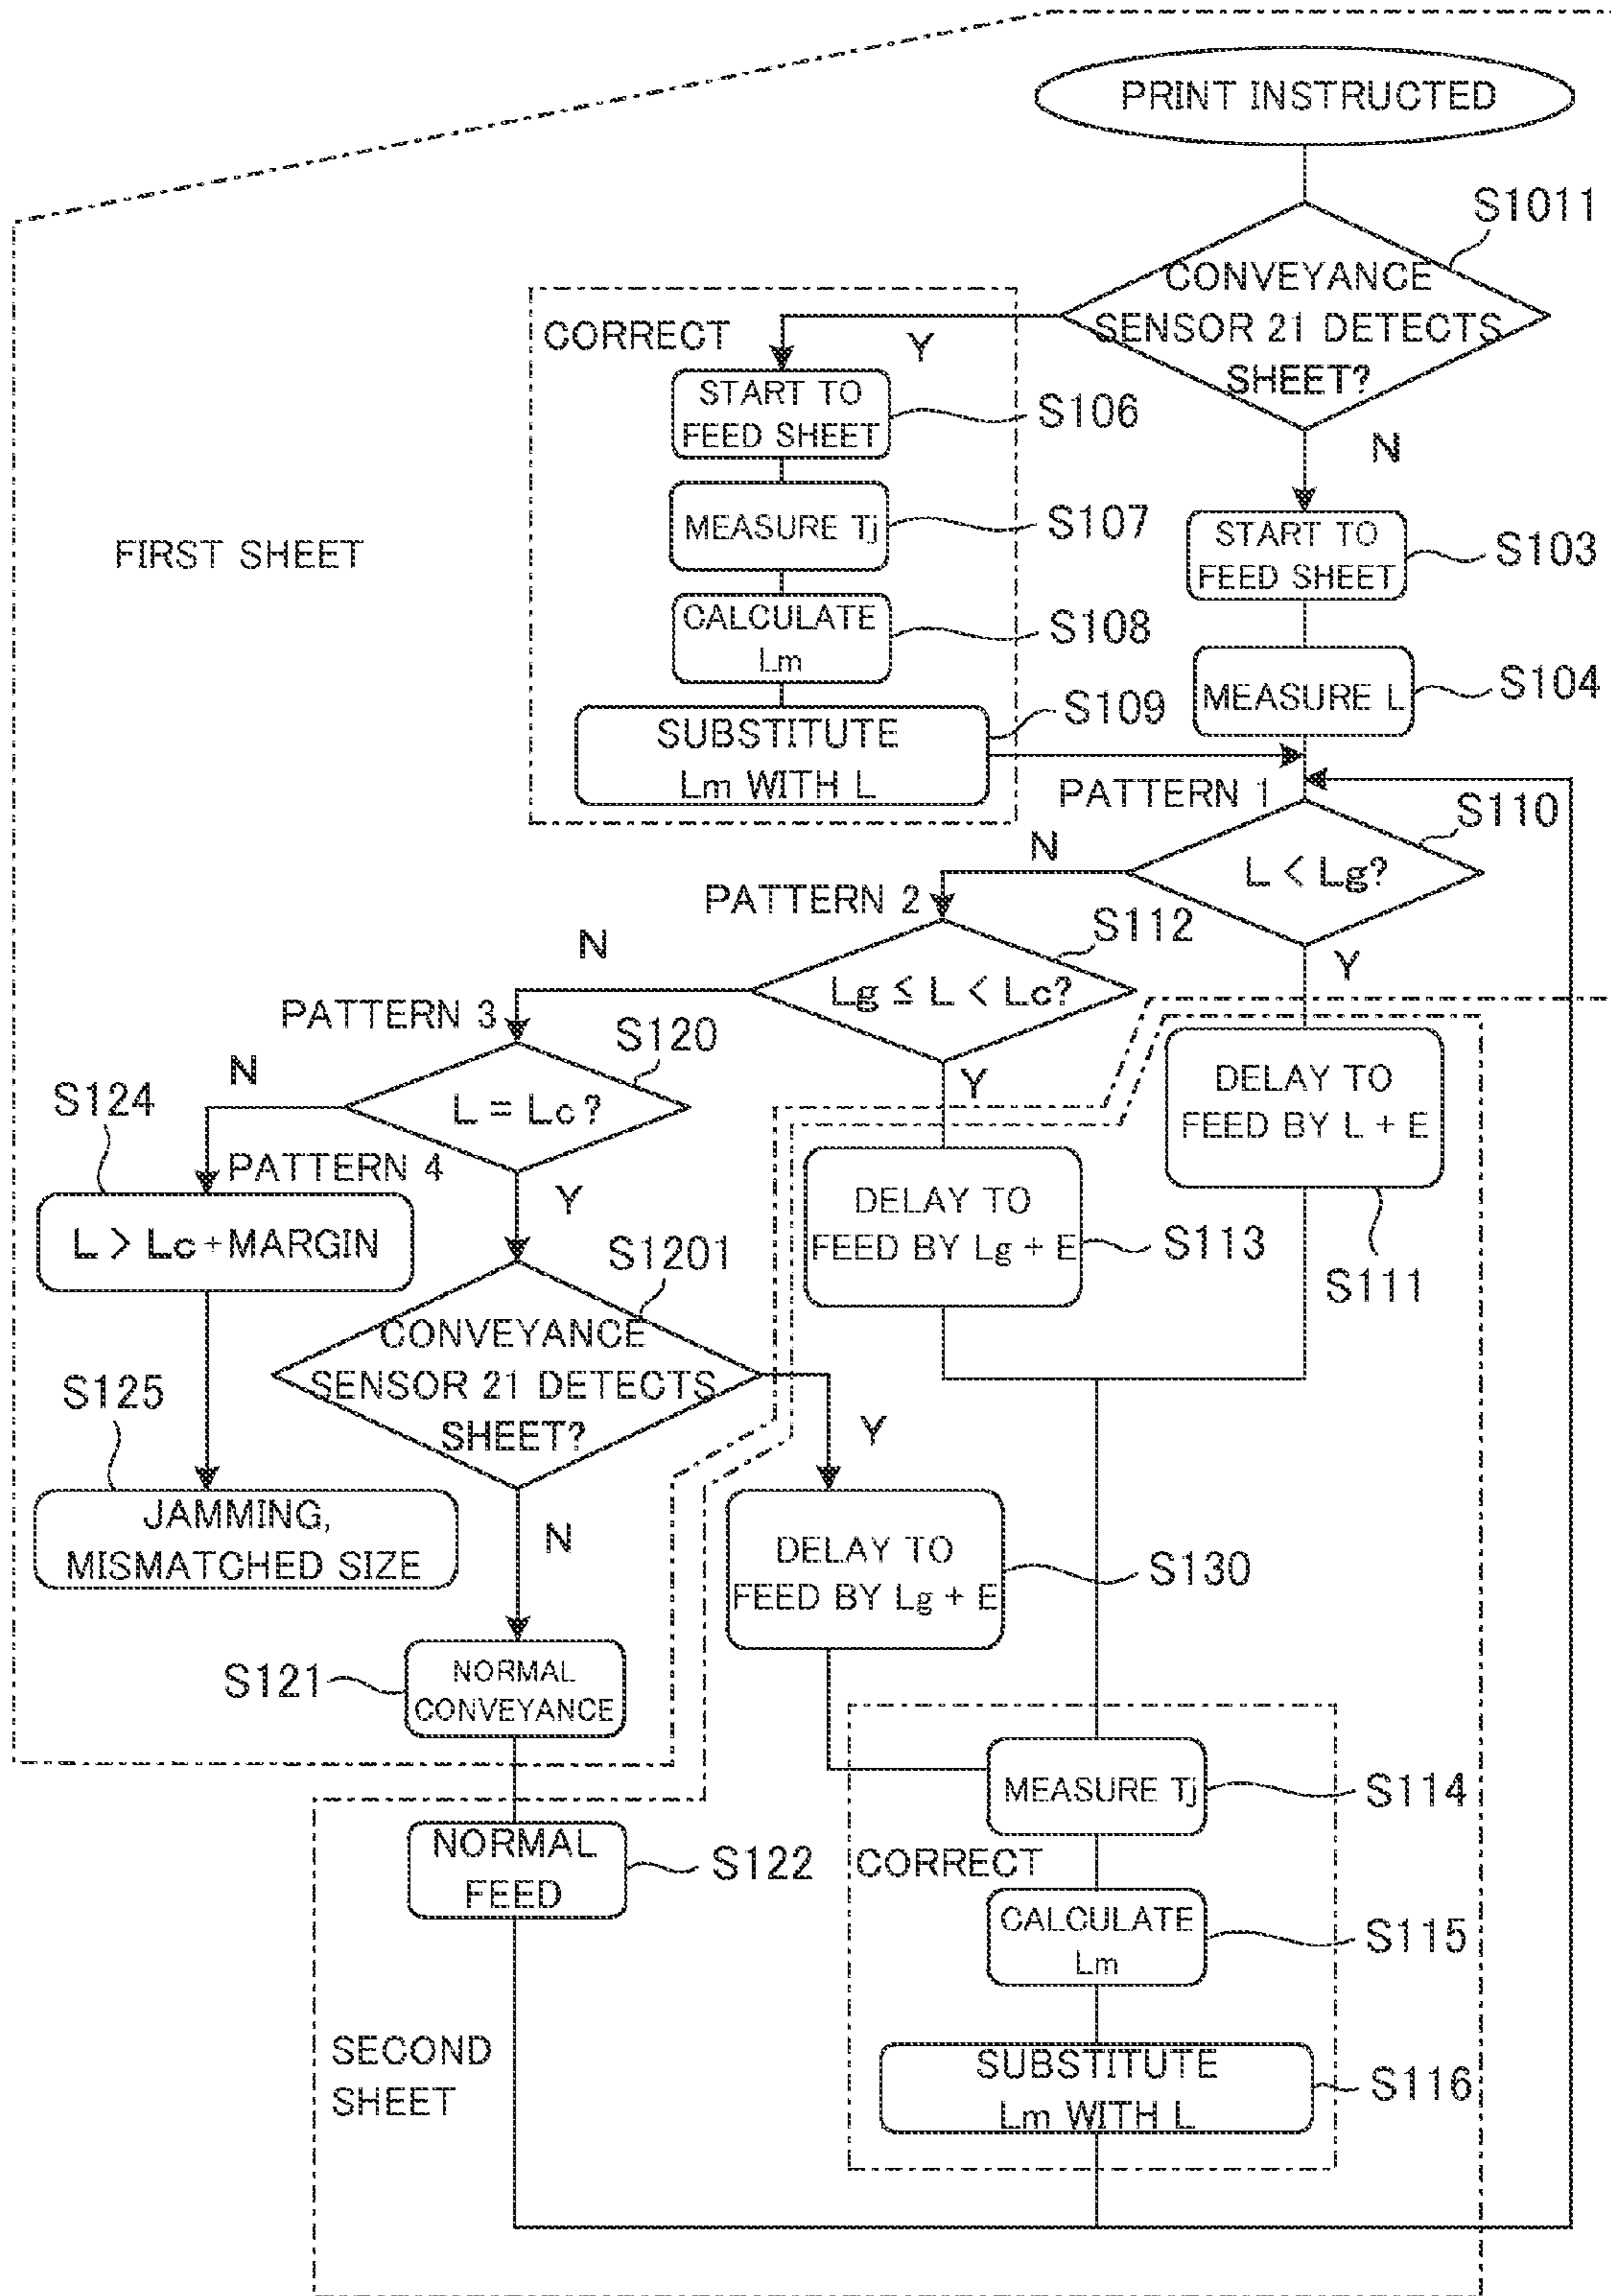 PRINT INSTRUCTED
S1011
CONVEYANCE
SENSOR 21 DETECTS
SHEET?
Y
N
CORRECT
START TO
FEED SHEET
S106
MEASURE Tj
S107
CALCULATE
Lm
S108
SUBSTITUTE
Lm WITH L
S109
FIRST SHEET
START TO
FEED SHEET
S103
MEASURE L
S104
PATTERN 1
S110
L < Lg?
N
Y
PATTERN 2
S112
Lg ≤ L < Lc?
N
Y
PATTERN 3
S120
L = Lc?
N
Y
S124
PATTERN 4
L > Lc + MARGIN
S125
JAMMING,
MISMATCHED SIZE
S1201
CONVEYANCE
SENSOR 21 DETECTS
SHEET?
Y
N
DELAY TO
FEED BY L + E
S111
DELAY TO
FEED BY Lg + E
S113
DELAY TO
FEED BY Lg + E
S130
S121
NORMAL
CONVEYANCE
NORMAL
FEED
S122
MEASURE Tj
S114
CORRECT
CALCULATE
Lm
S115
SUBSTITUTE
Lm WITH L
S116
SECOND
SHEET